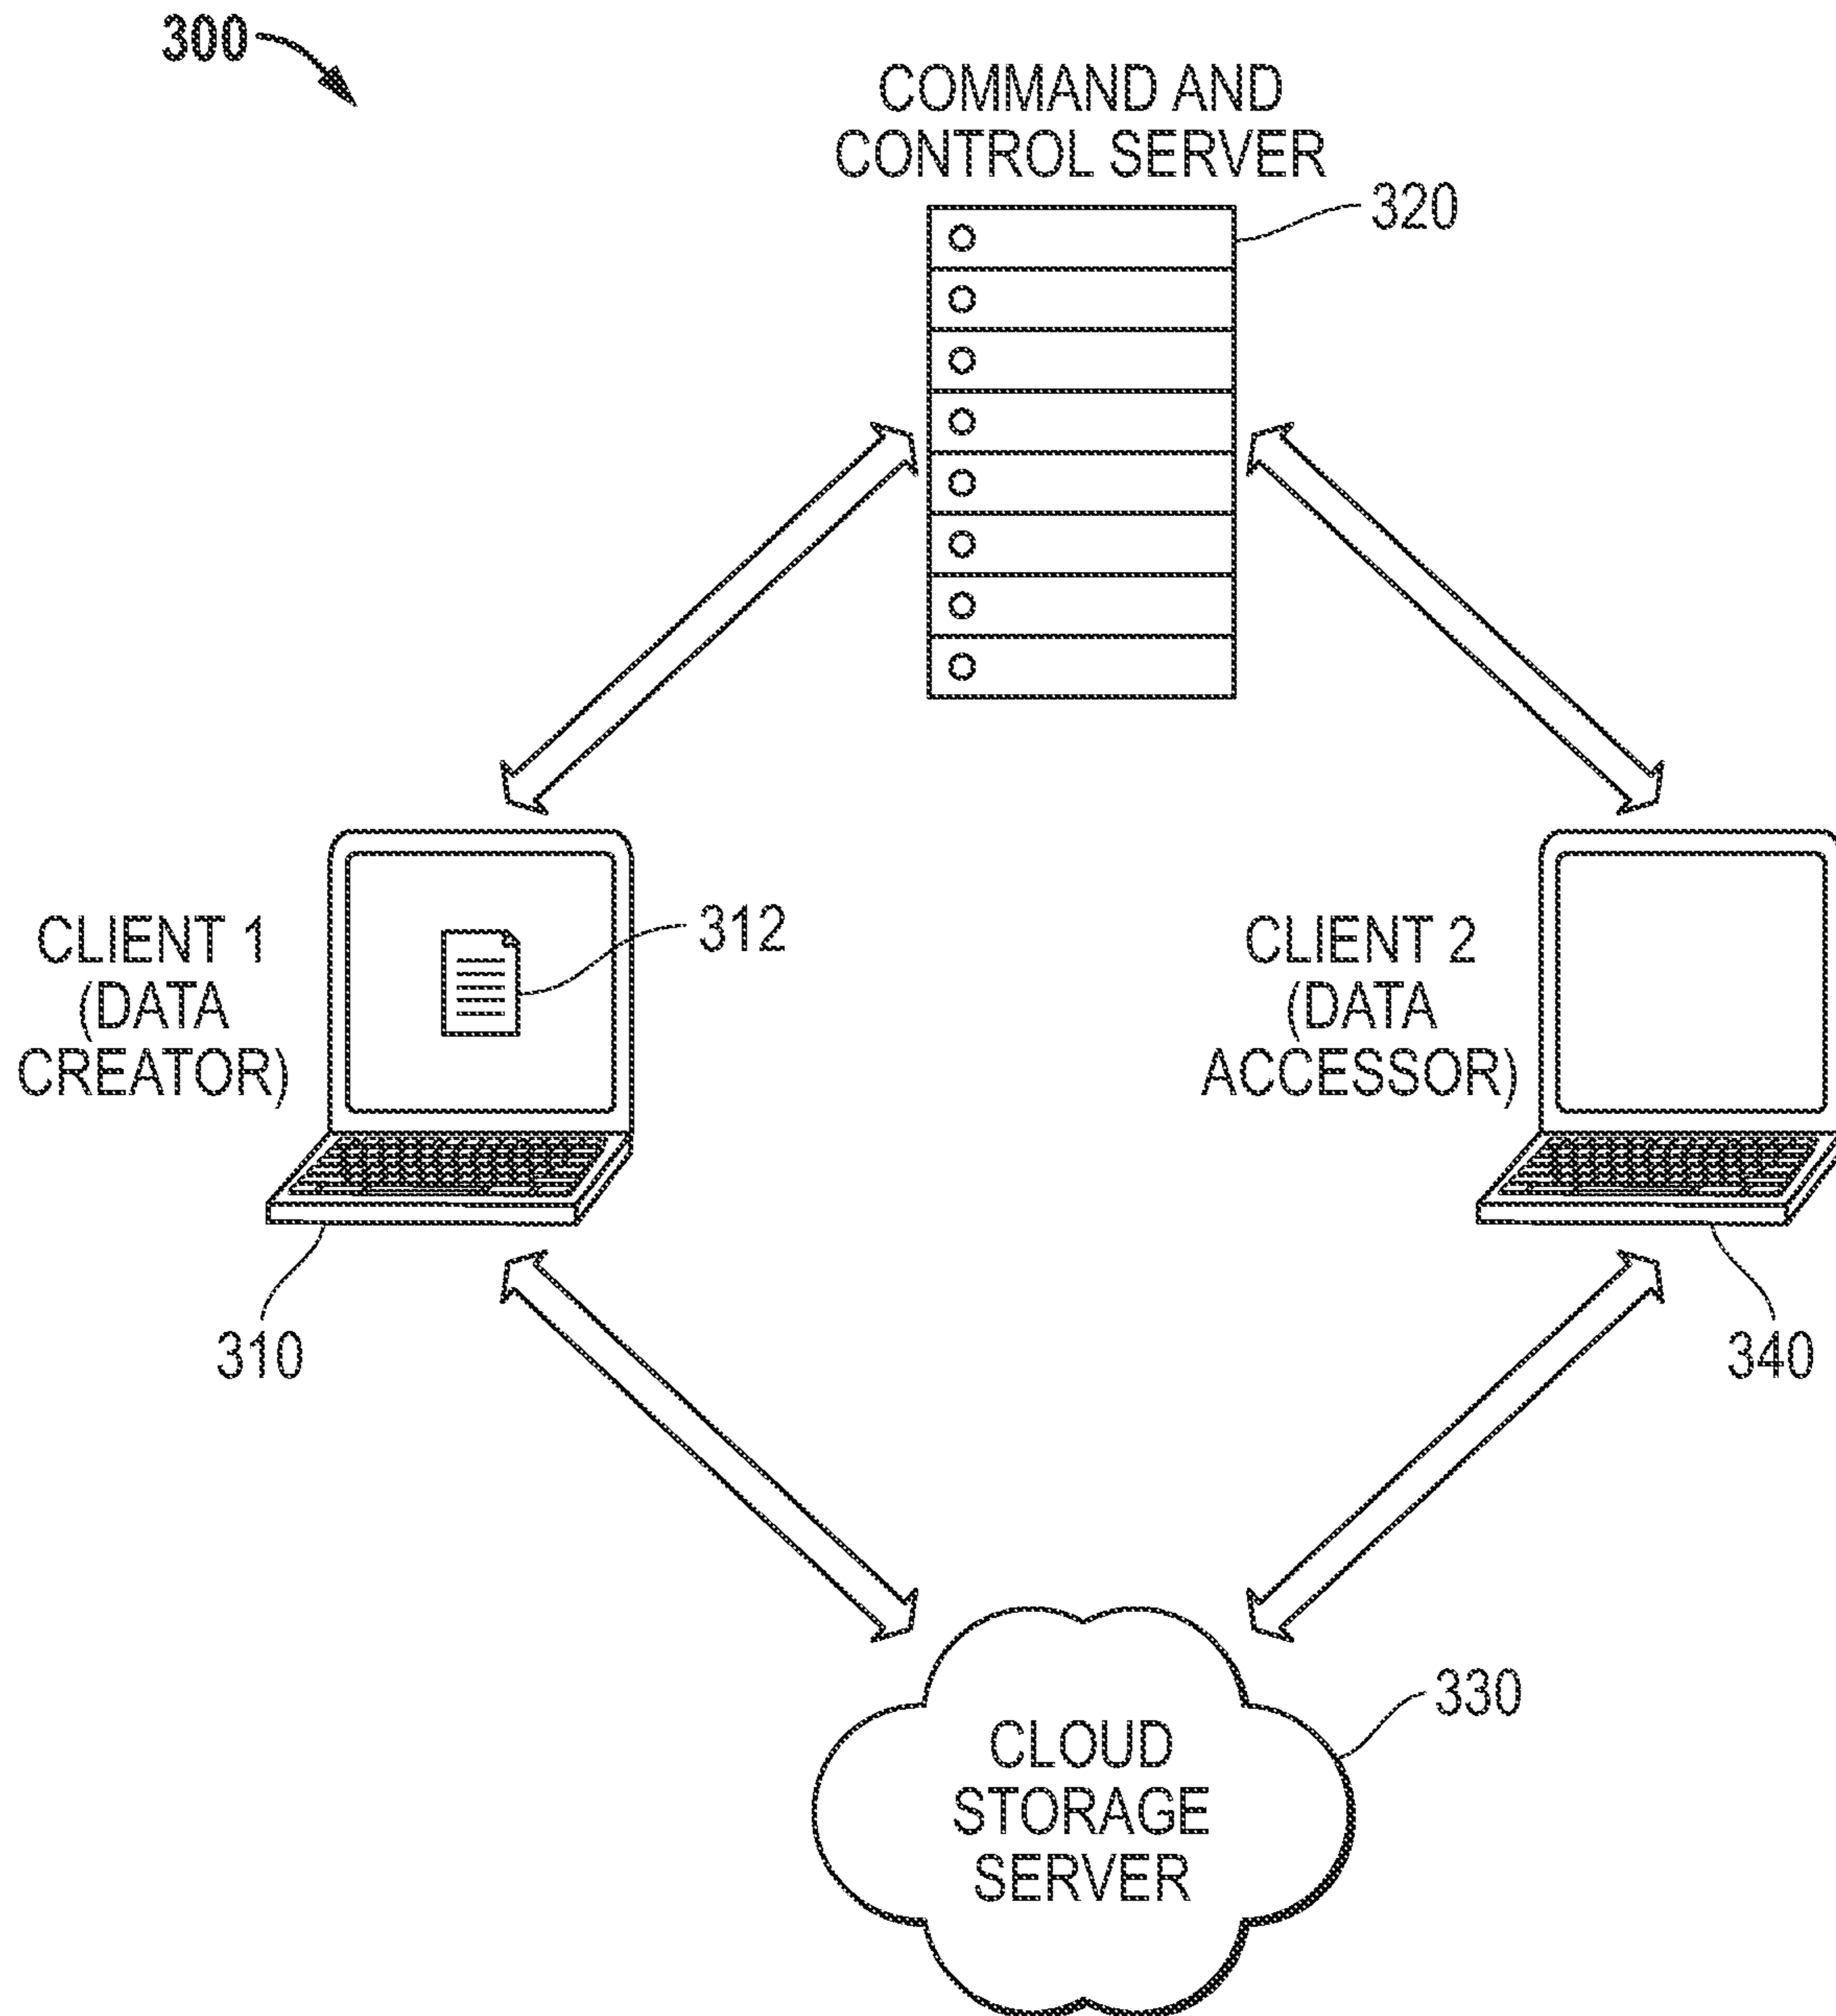 300
COMMAND AND
CONTROL SERVER
320
CLIENT 1
(DATA
CREATOR)
312
CLIENT 2
(DATA
ACCESSOR)
310
340
330
CLOUD
STORAGE
SERVER